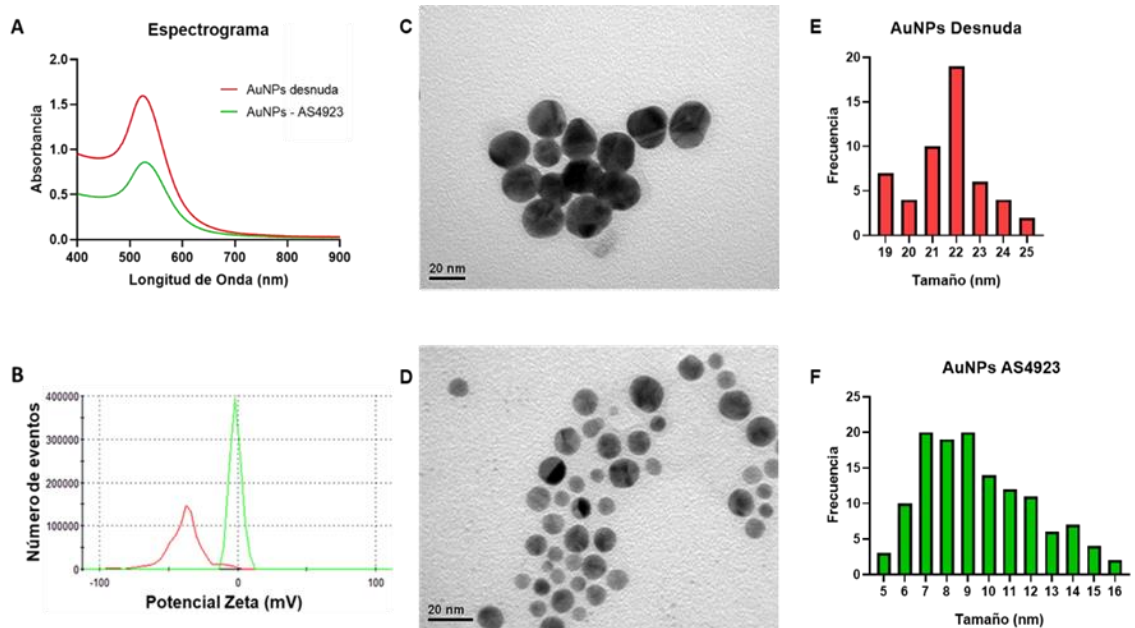 A
Espectrograma
Absorbancia
2.0
1.5
1.0
0.5
0.0
400 500 600 700 800 900
Longitud de Onda (nm)
AuNPs desnuda
AuNPs - AS4923
B
Número de eventos
400000
300000
200000
100000
0
-100 0 100
Potencial Zeta (mV)
C
20 nm
D
20 nm
E
AuNPs Desnuda
Frecuencia
20
15
10
5
0
19 20 21 22 23 24 25
Tamaño (nm)
F
AuNPs AS4923
Frecuencia
25
20
15
10
5
0
5 6 7 8 9 10 11 12 13 14 15 16
Tamaño (nm)